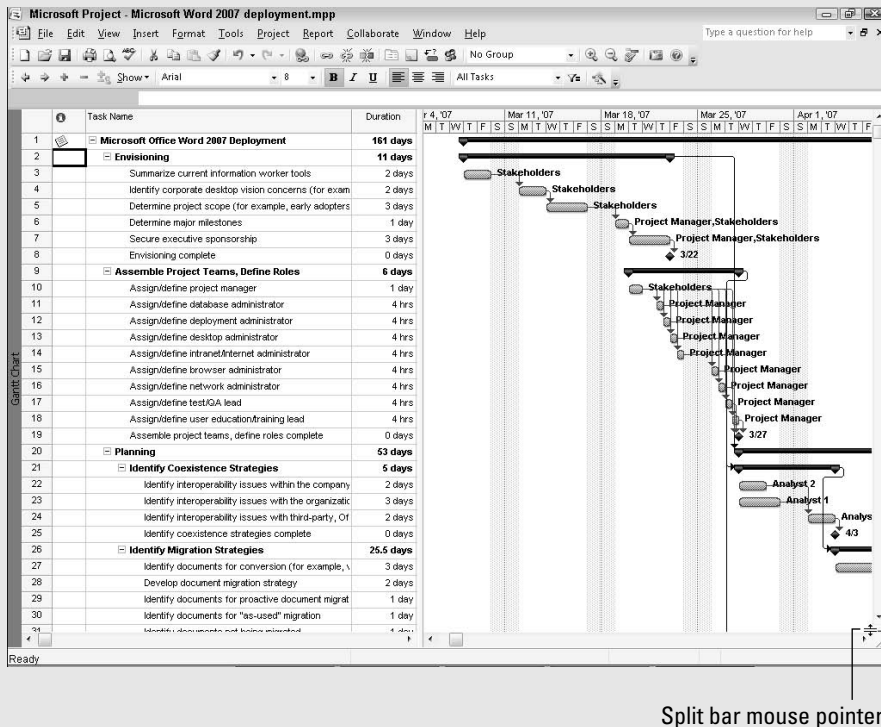 Microsoft Project - Microsoft Word 2007 deployment.mpp
File Edit View Insert Format Tools Project Report Collaborate Window Help
Type a question for help
No Group
Show Arial 8 B I U All Tasks
Task Name Duration
r 4, '07 Mar 11, '07 Mar 18, '07 Mar 25, '07 Apr 1, '07
M T W T F S S M T W T F S S M T W T F S S M T W T F S S M T W T F
1 Microsoft Office Word 2007 Deployment 161 days
2 Envisioning 11 days
3 Summarize current information worker tools 2 days Stakeholders
4 Identify corporate desktop vision concerns (for exam 2 days Stakeholders
5 Determine project scope (for example, early adopters 3 days Stakeholders
6 Determine major milestones 1 day Project Manager,Stakeholders
7 Secure executive sponsorship 3 days Project Manager,Stakeholders
8 Envisioning complete 0 days 3/22
9 Assemble Project Teams, Define Roles 6 days
10 Assign/define project manager 1 day Stakeholders
11 Assign/define database administrator 4 hrs Project Manager
12 Assign/define deployment administrator 4 hrs Project Manager
13 Assign/define desktop administrator 4 hrs Project Manager
14 Assign/define intranet/Internet administrator 4 hrs Project Manager
15 Assign/define browser administrator 4 hrs Project Manager
16 Assign/define network administrator 4 hrs Project Manager
17 Assign/define test/QA lead 4 hrs Project Manager
18 Assign/define user education/training lead 4 hrs Project Manager
19 Assemble project teams, define roles complete 0 days 3/27
20 Planning 53 days
21 Identify Coexistence Strategies 5 days
22 Identify interoperability issues within the company 2 days Analyst 2
23 Identify interoperability issues with the organizatic 3 days Analyst 1
24 Identify interoperability issues with third-party, Of 2 days Analys
25 Identify coexistence strategies complete 0 days 4/3
26 Identify Migration Strategies 25.5 days
27 Identify documents for conversion (for example, v 3 days
28 Develop document migration strategy 2 days
29 Identify documents for proactive document migrat 1 day
30 Identify documents for "as-used" migration 1 day
31 Identify documents not being migrated 1 day
Gantt Chart
Ready
Split bar mouse pointer